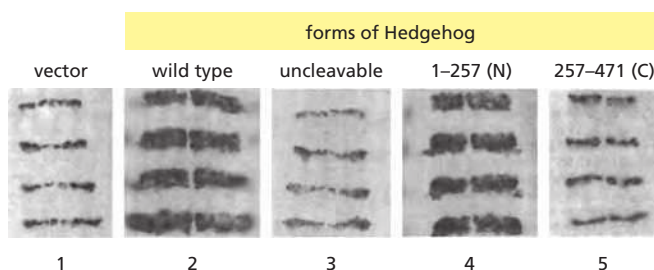 forms of Hedgehog
vector wild type uncleavable 1–257 (N) 257–471 (C)
1 2 3 4 5